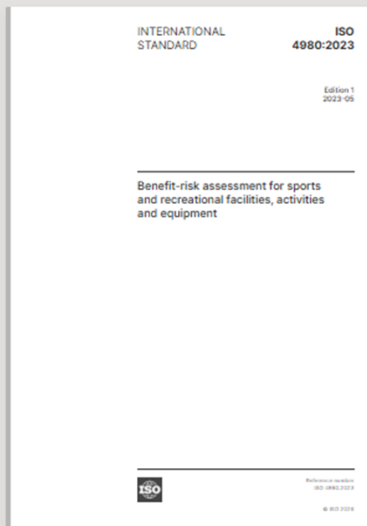 INTERNATIONAL
STANDARD
ISO
4980:2023
Edition 1
2023-05
Benefit-risk assessment for sports
and recreational facilities, activities
and equipment
ISO
Reference number
ISO 4980:2023
© ISO 2023